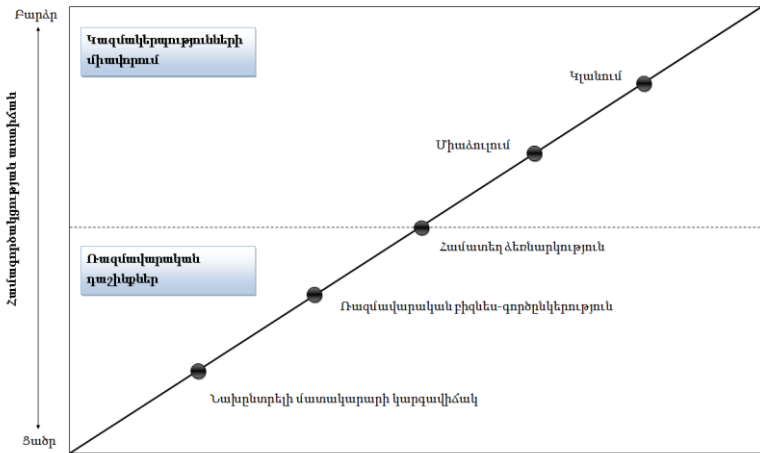 Բարձր
Կազմակերպությունների
միավորում
Կլանում
Միաձուլում
Համագործակցության աստիճան
Համատեղ ձեռնարկություն
Ռազմավարական
դաշինքներ
Ռազմավարական բիզնես-գործընկերություն
Նախընտրելի մատակարարի կարգավիճակ
Ցածր